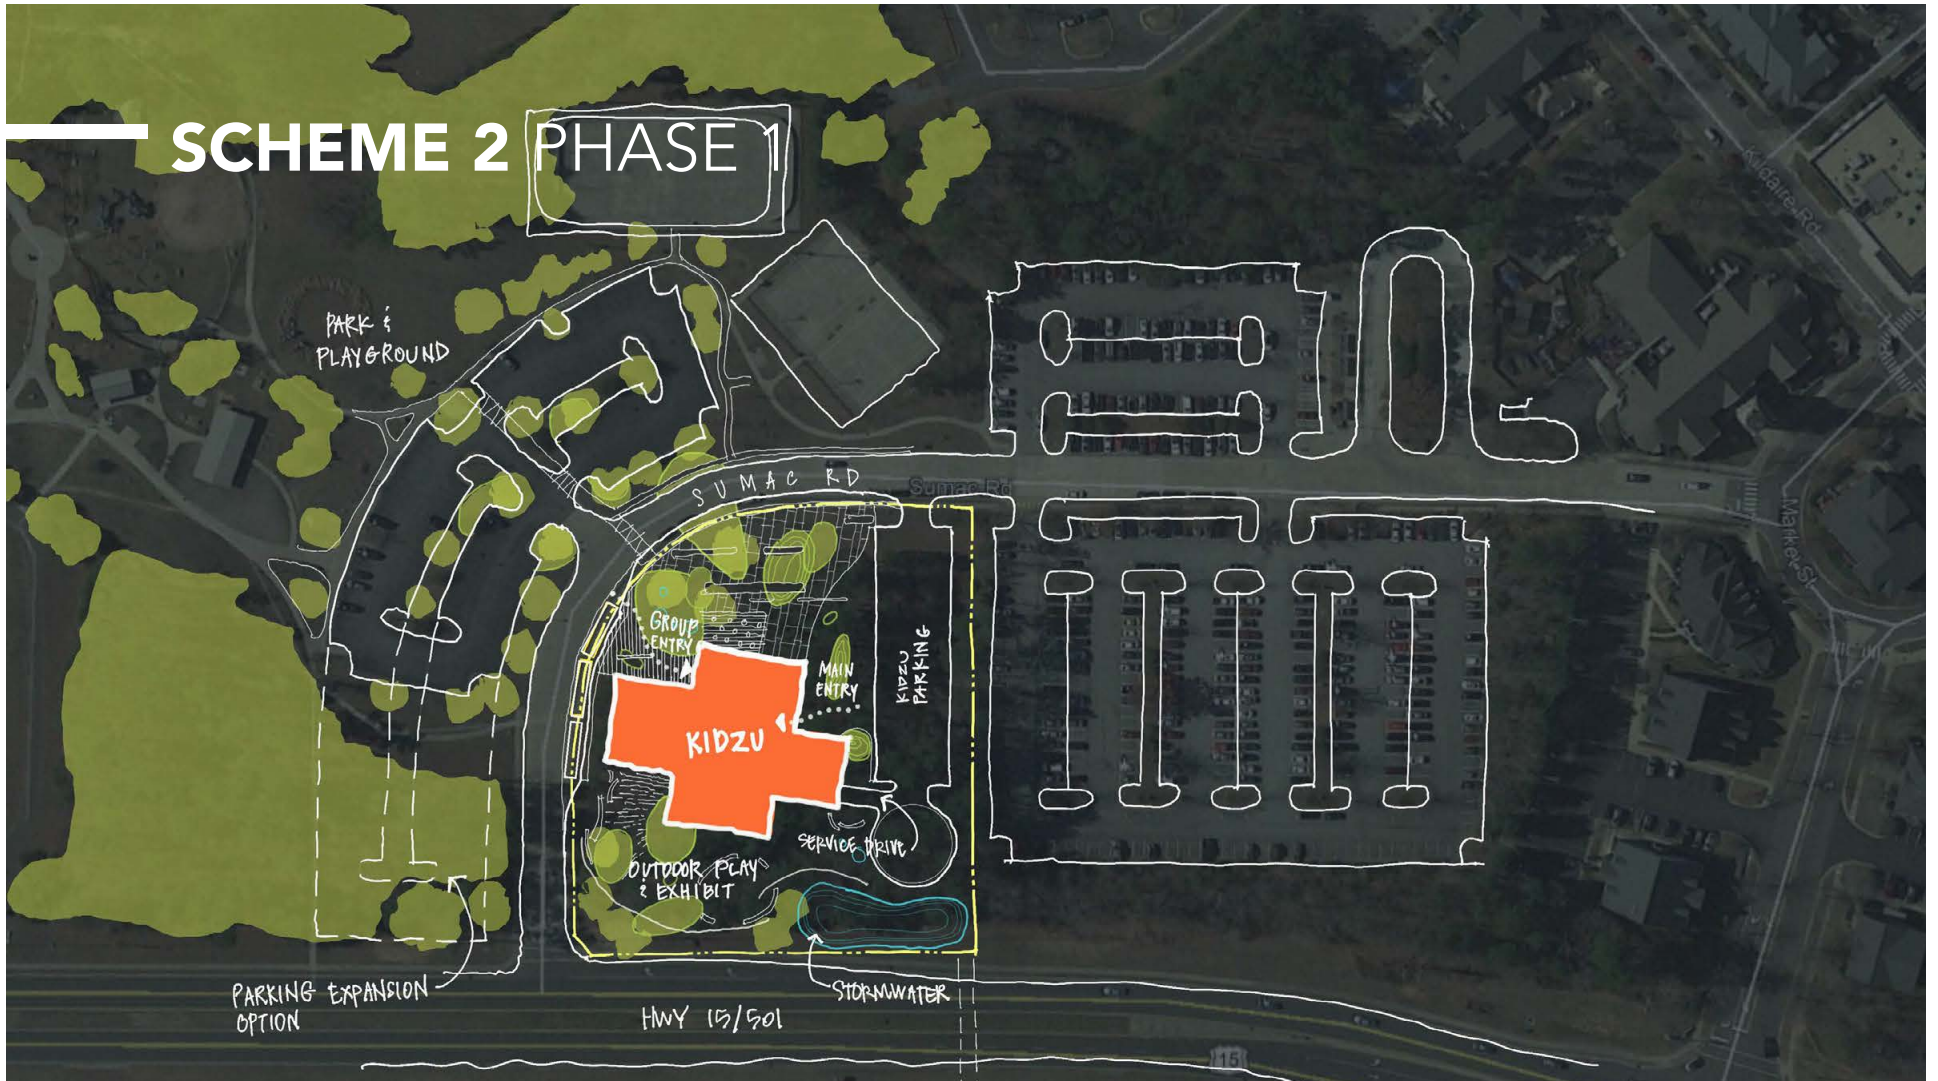 SCHEME 2 PHASE 1
Kildaire Rd
PARK &
PLAYGROUND
SUMAC RD
Sumac Rd
Market St
GROUP
ENTRY
MAIN
ENTRY
KIDZU
PARKING
KIDZU
SERVICE DRIVE
OUTDOOR PLAY
& EXHIBIT
PARKING EXPANSION
OPTION
STORMWATER
HWY 15/501
15